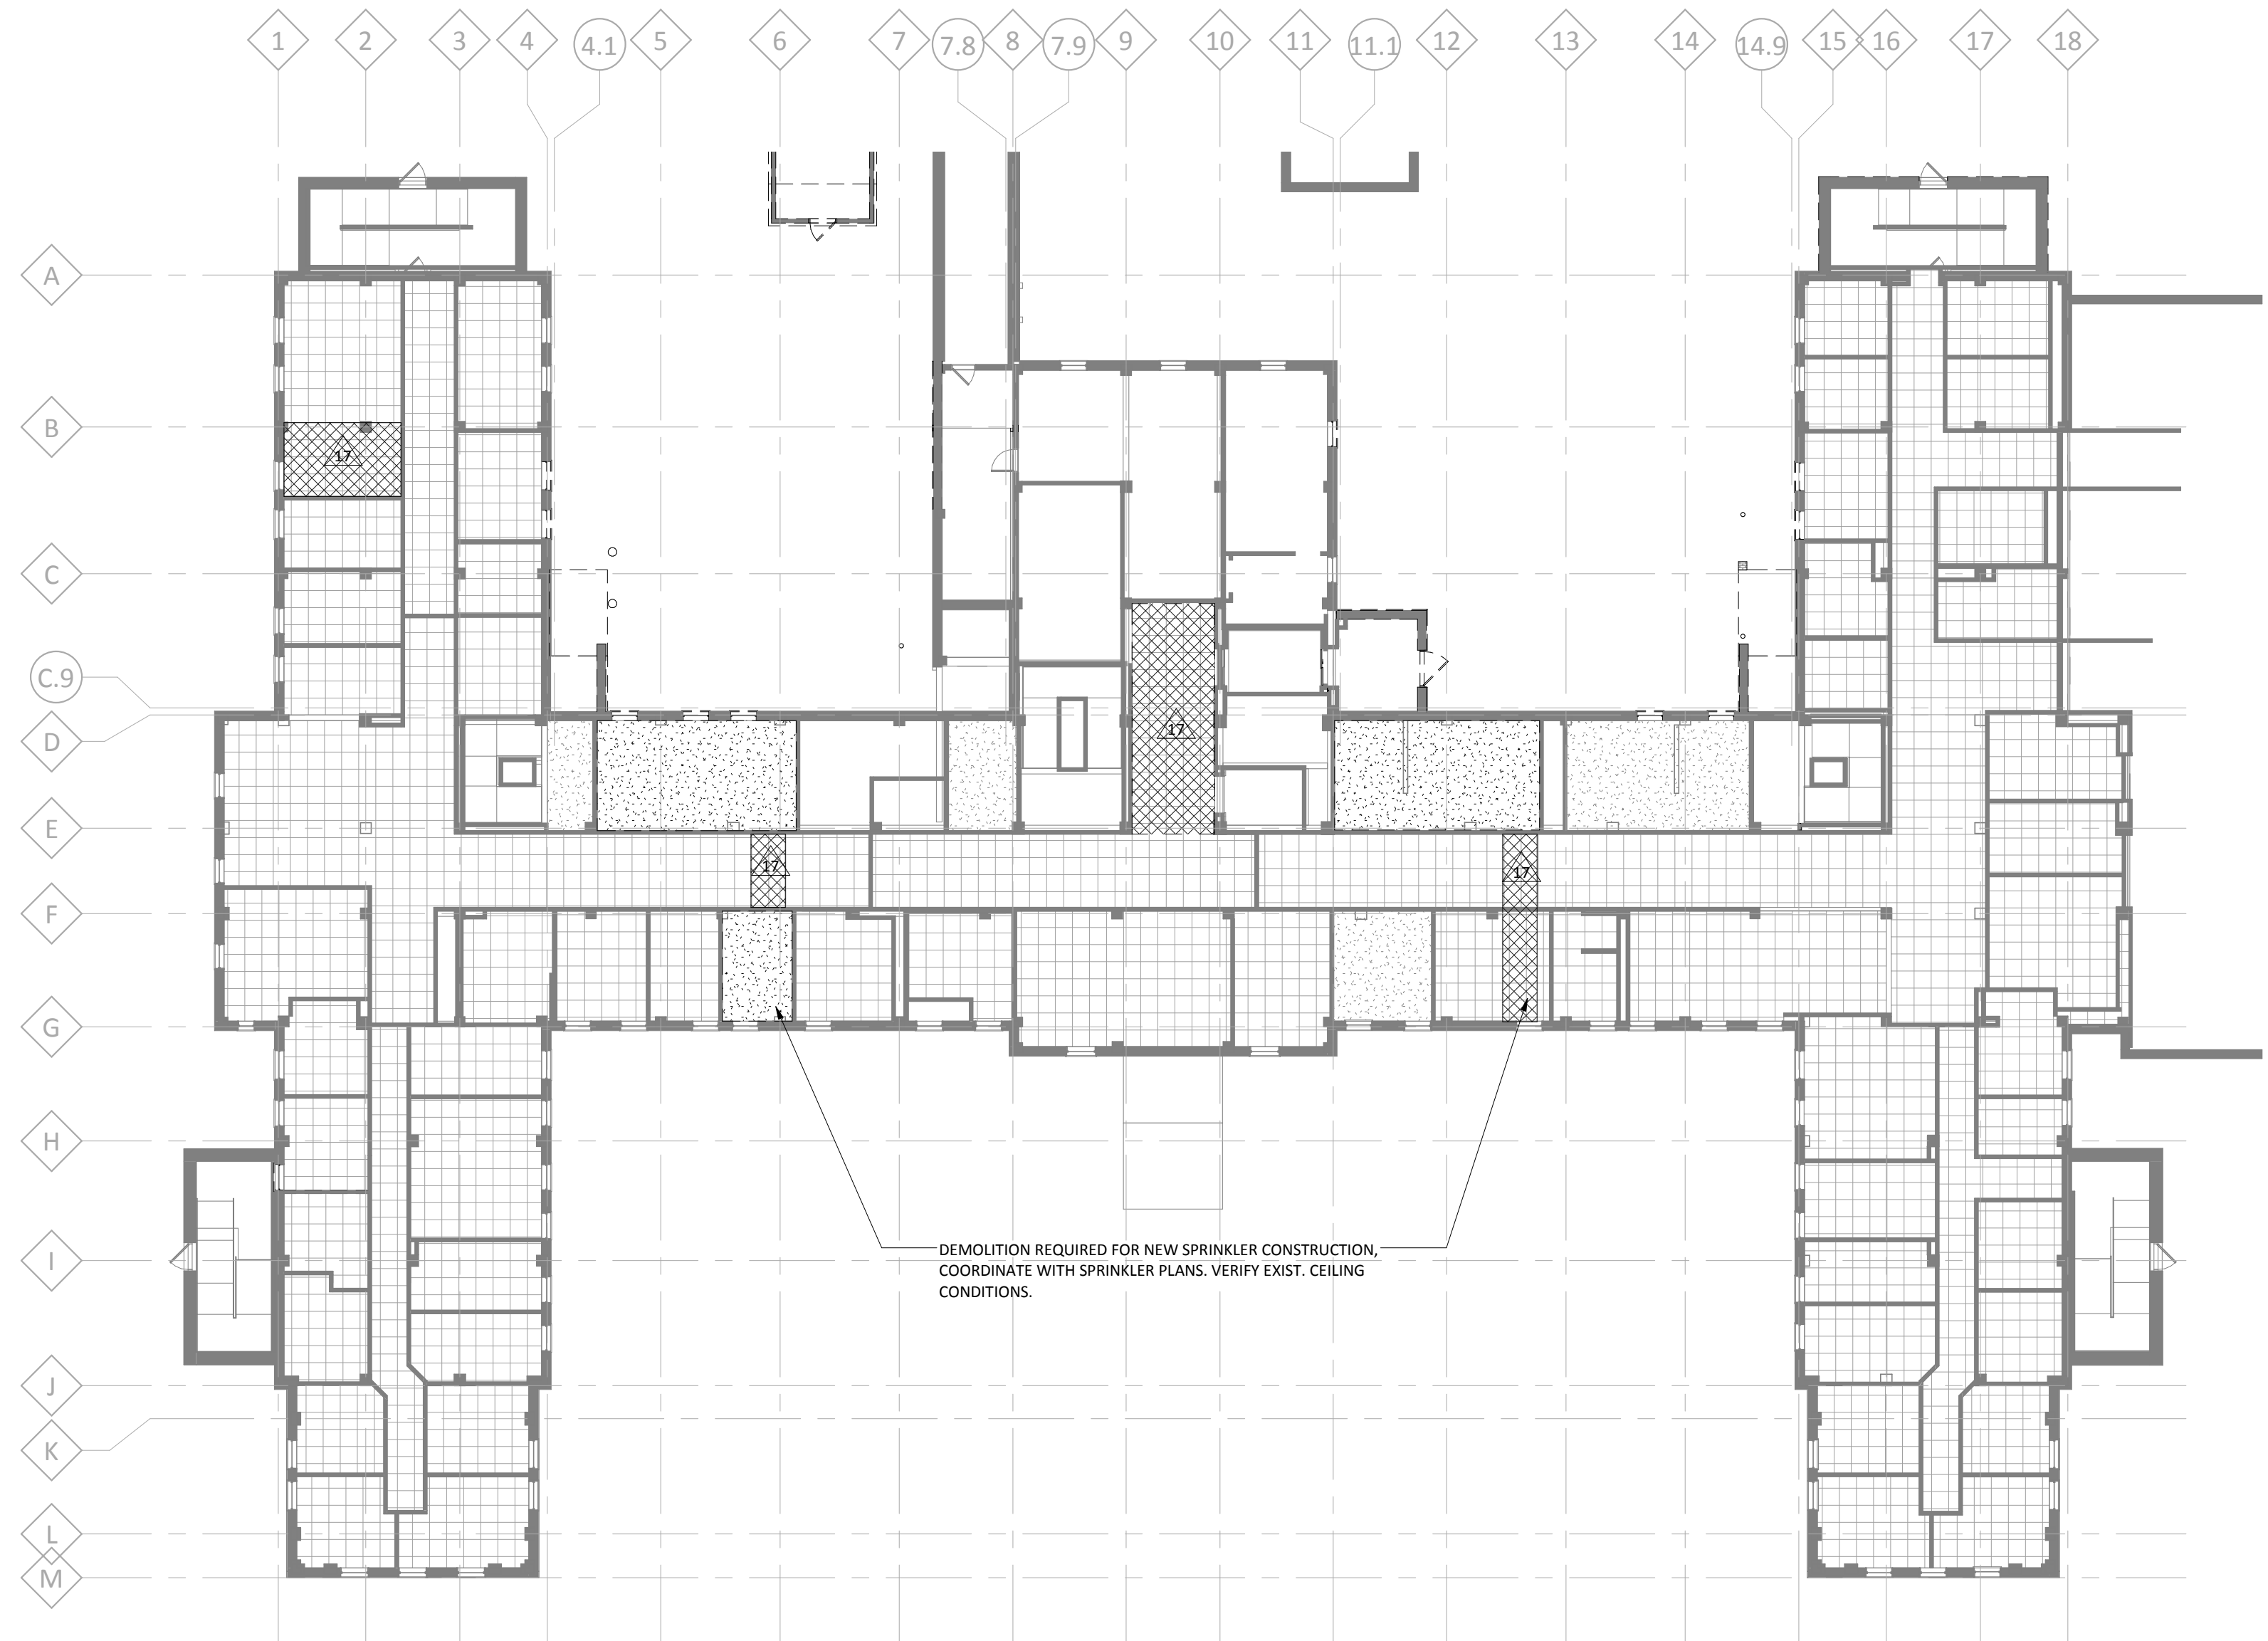 1 2 3 4 4.1 5 6 7 7.8 8 7.9 9 10 11 11.1 12 13 14 14.9 15 16 17 18
A
B
17
C
C.9
D
17
E
17
17
F
G
H
I
DEMOLITION REQUIRED FOR NEW SPRINKLER CONSTRUCTION,
COORDINATE WITH SPRINKLER PLANS. VERIFY EXIST. CEILING
CONDITIONS.
J
K
L
M